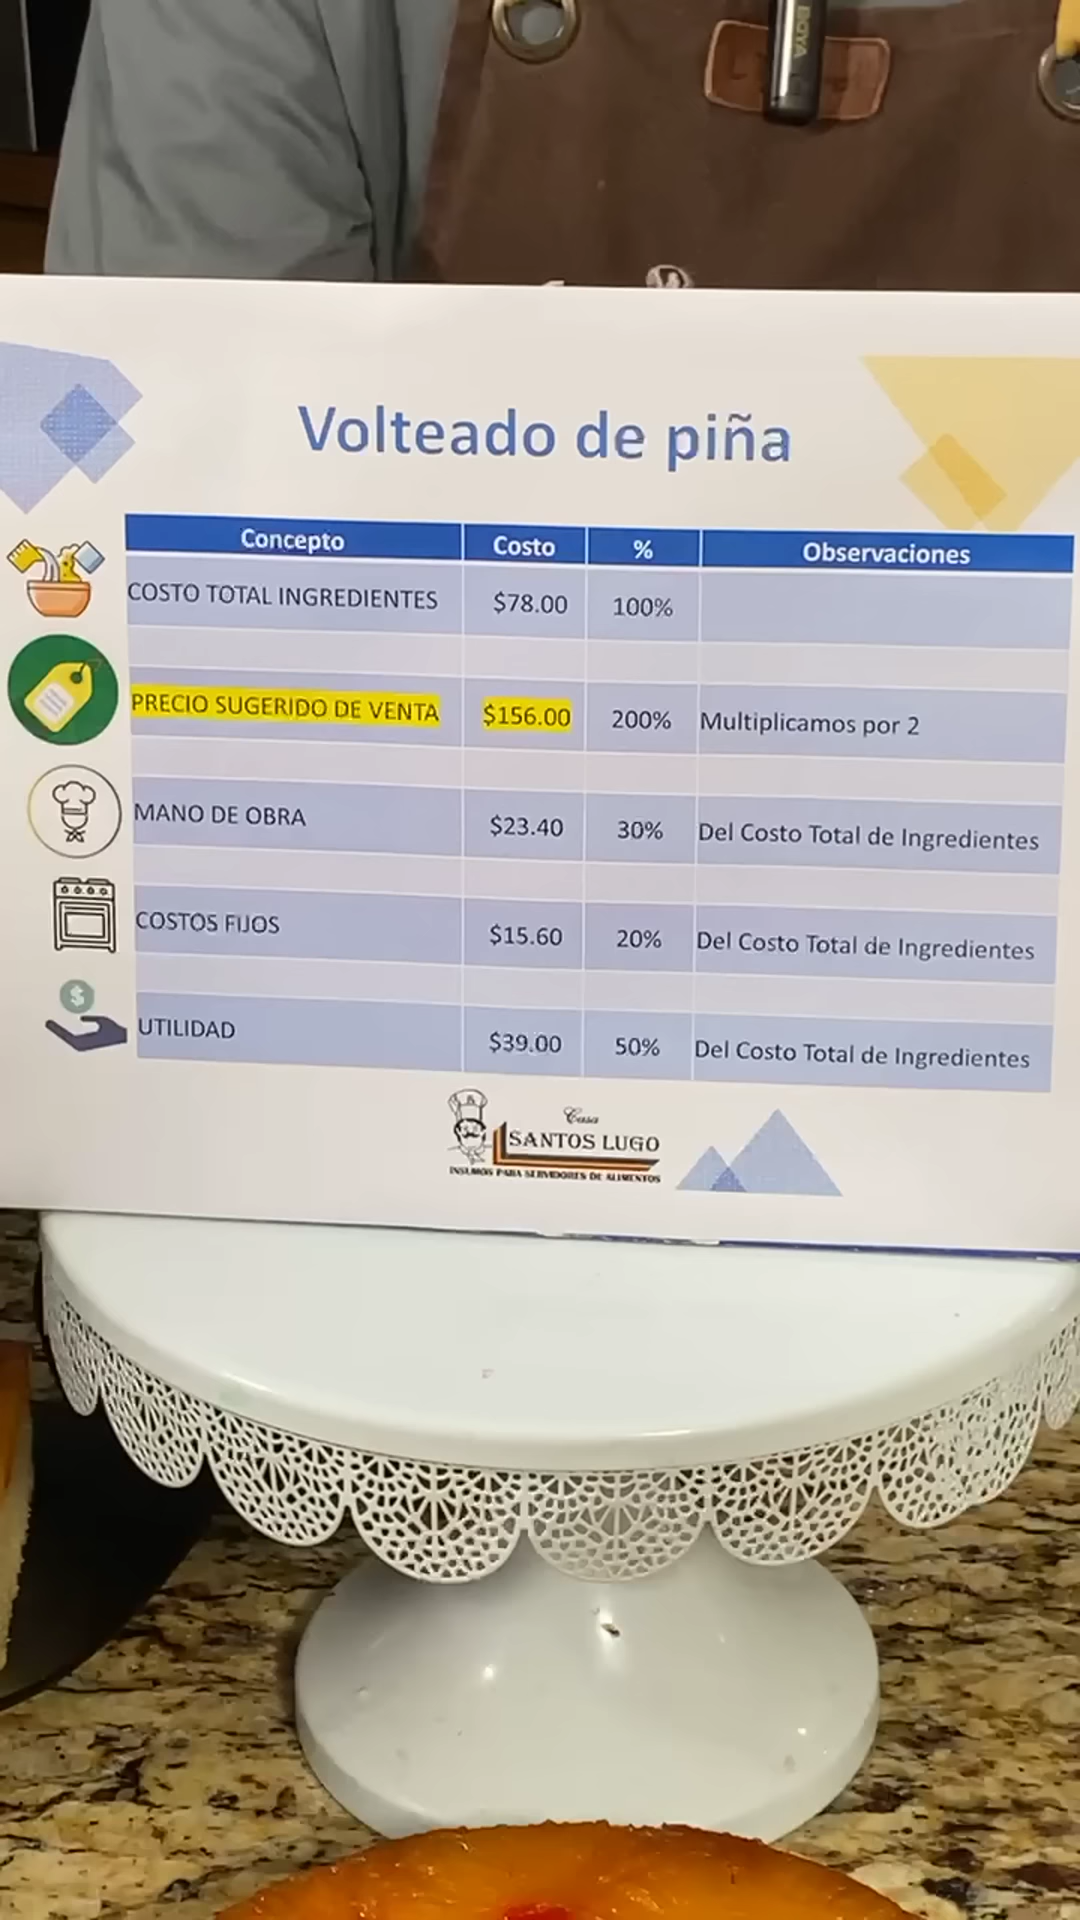 BOYA
Volteado de piña
Concepto Costo % Observaciones
COSTO TOTAL INGREDIENTES $78.00 100%
PRECIO SUGERIDO DE VENTA $156.00 200% Multiplicamos por 2
MANO DE OBRA $23.40 30% Del Costo Total de Ingredientes
COSTOS FIJOS $15.60 20% Del Costo Total de Ingredientes
$
UTILIDAD $39.00 50% Del Costo Total de Ingredientes
Casa
SANTOS LUGO
INSUMOS PARA SERVIDORES DE ALIMENTOS